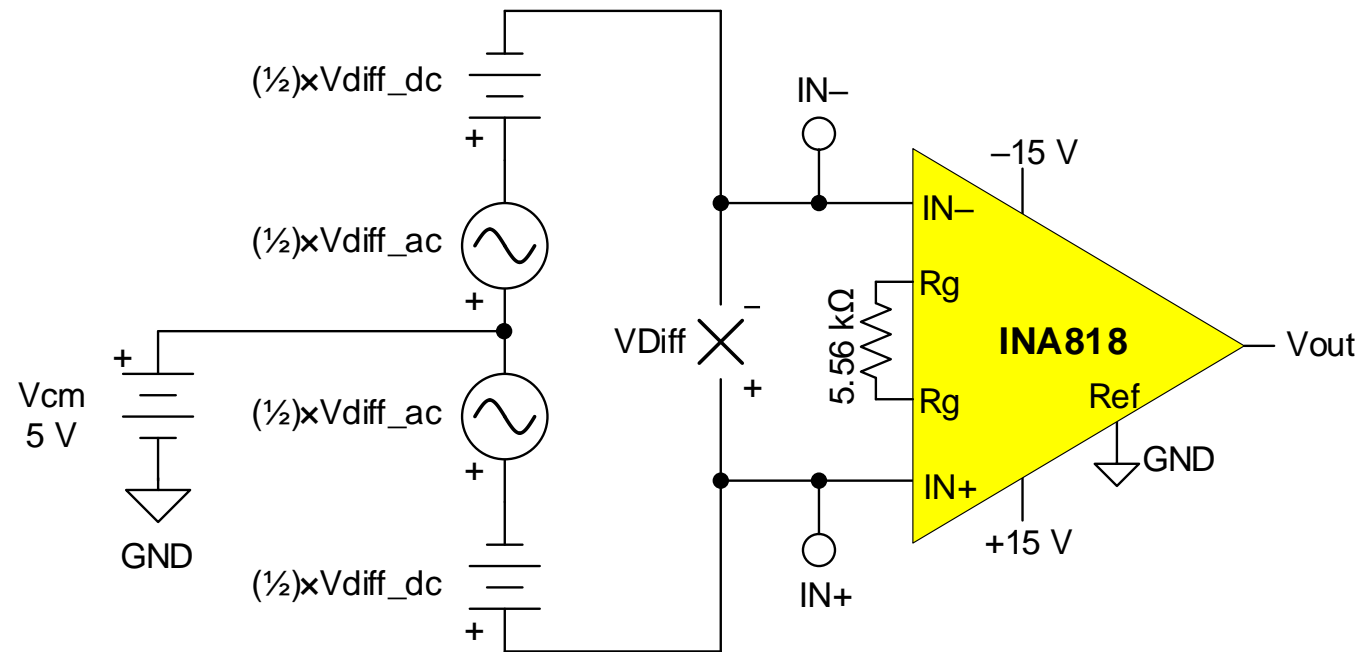 (½)×Vdiff_dc
+
(½)×Vdiff_ac
+
+
Vcm
5 V
GND
(½)×Vdiff_ac
+
(½)×Vdiff_dc
+
IN–
VDiff
–
+
IN+
–15 V
IN–
Rg
5.56 kΩ
Rg
IN+
INA818
Ref
GND
+15 V
Vout